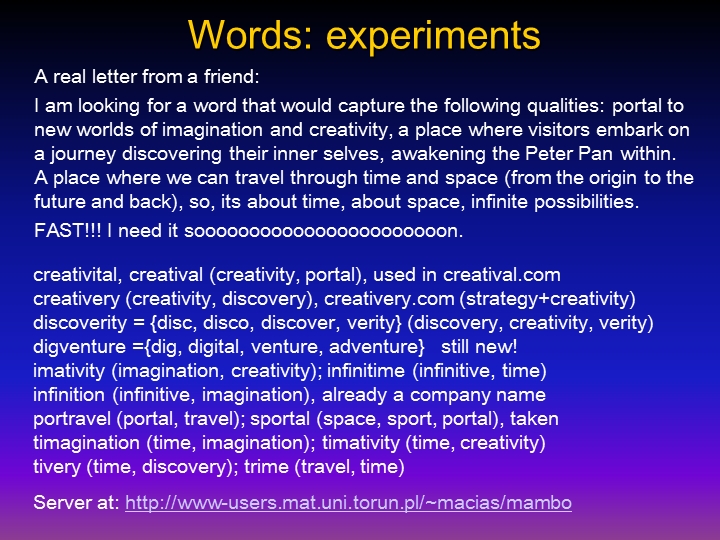 Words: experiments
A real letter from a friend:
I am looking for a word that would capture the following qualities: portal to
new worlds of imagination and creativity, a place where visitors embark on
a journey discovering their inner selves, awakening the Peter Pan within.
A place where we can travel through time and space (from the origin to the
future and back), so, its about time, about space, infinite possibilities.
FAST!!! I need it sooooooooooooooooooooooon.
creativital, creatival (creativity, portal), used in creatival.com
creativery (creativity, discovery), creativery.com (strategy+creativity)
discoverity = {disc, disco, discover, verity} (discovery, creativity, verity)
digventure ={dig, digital, venture, adventure}   still new!
imativity (imagination, creativity); infinitime (infinitive, time)
infinition (infinitive, imagination), already a company name
portravel (portal, travel); sportal (space, sport, portal), taken
timagination (time, imagination); timativity (time, creativity)
tivery (time, discovery); trime (travel, time)
Server at: http://www-users.mat.uni.torun.pl/~macias/mambo